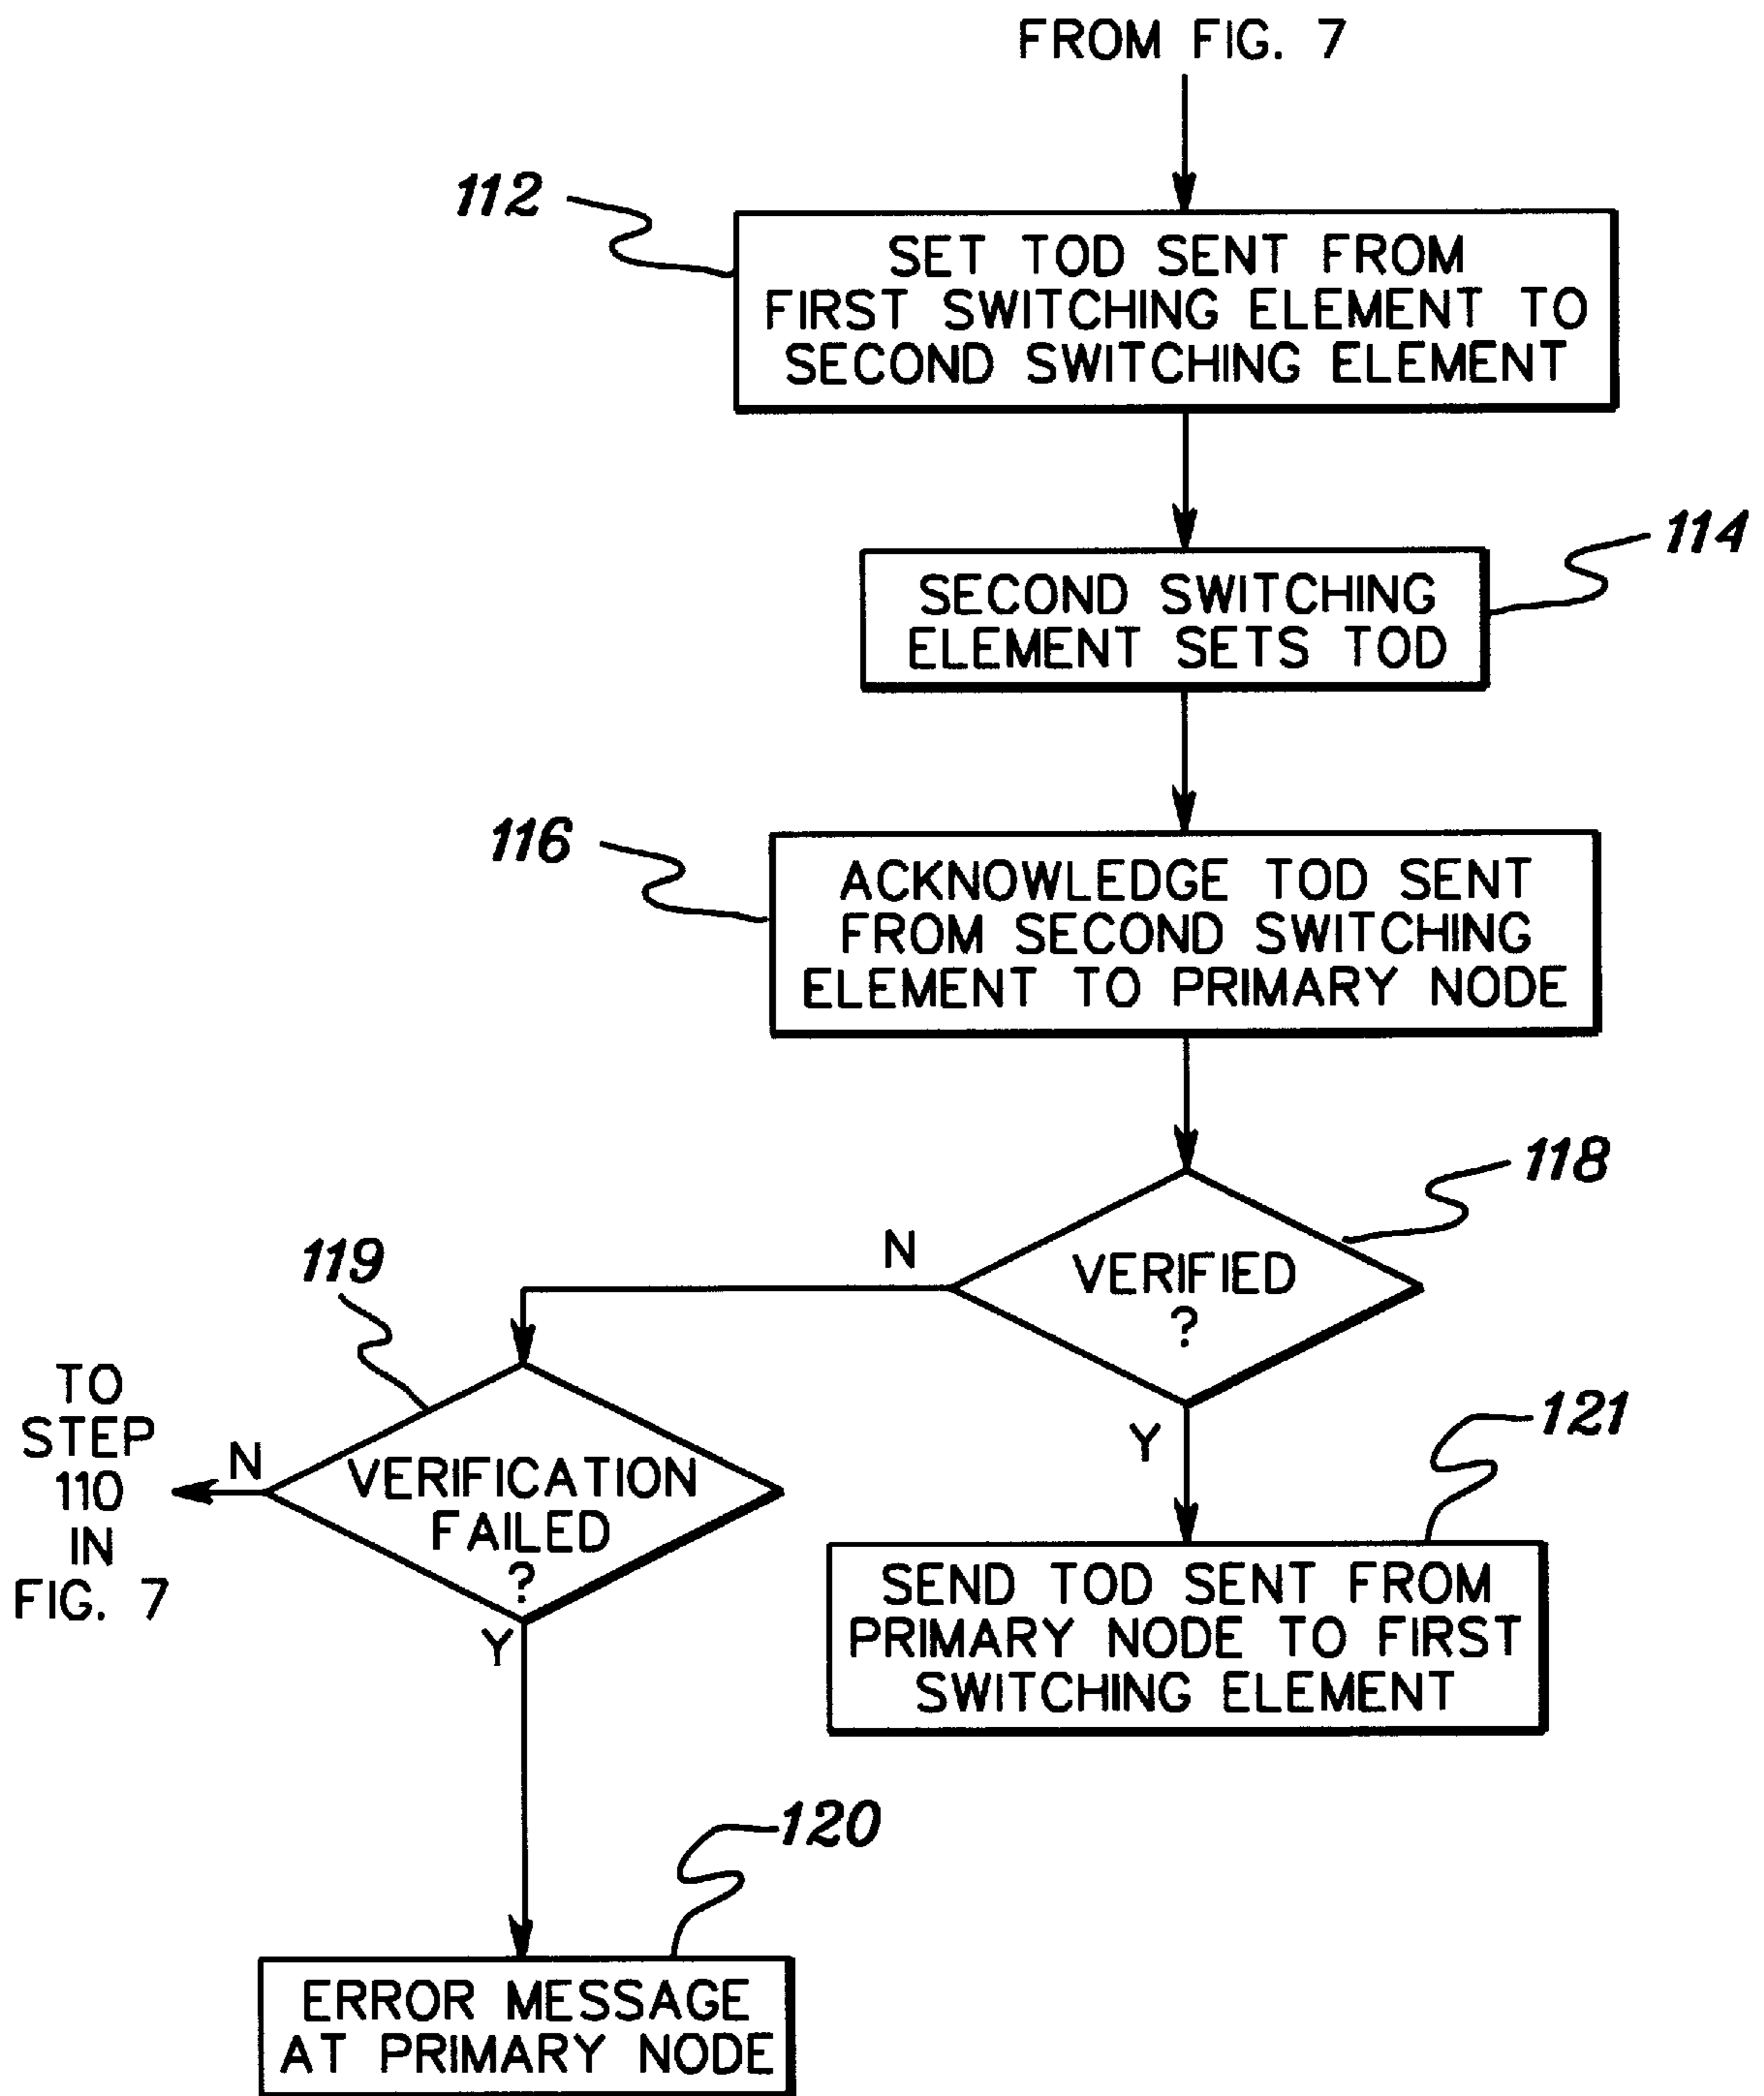 FROM FIG. 7
112
SET TOD SENT FROM
FIRST SWITCHING ELEMENT TO
SECOND SWITCHING ELEMENT
114
SECOND SWITCHING
ELEMENT SETS TOD
116
ACKNOWLEDGE TOD SENT
FROM SECOND SWITCHING
ELEMENT TO PRIMARY NODE
118
N
VERIFIED
?
119
TO
STEP
110
IN
FIG. 7
N
VERIFICATION
FAILED
?
Y
Y
121
SEND TOD SENT FROM
PRIMARY NODE TO FIRST
SWITCHING ELEMENT
120
ERROR MESSAGE
AT PRIMARY NODE